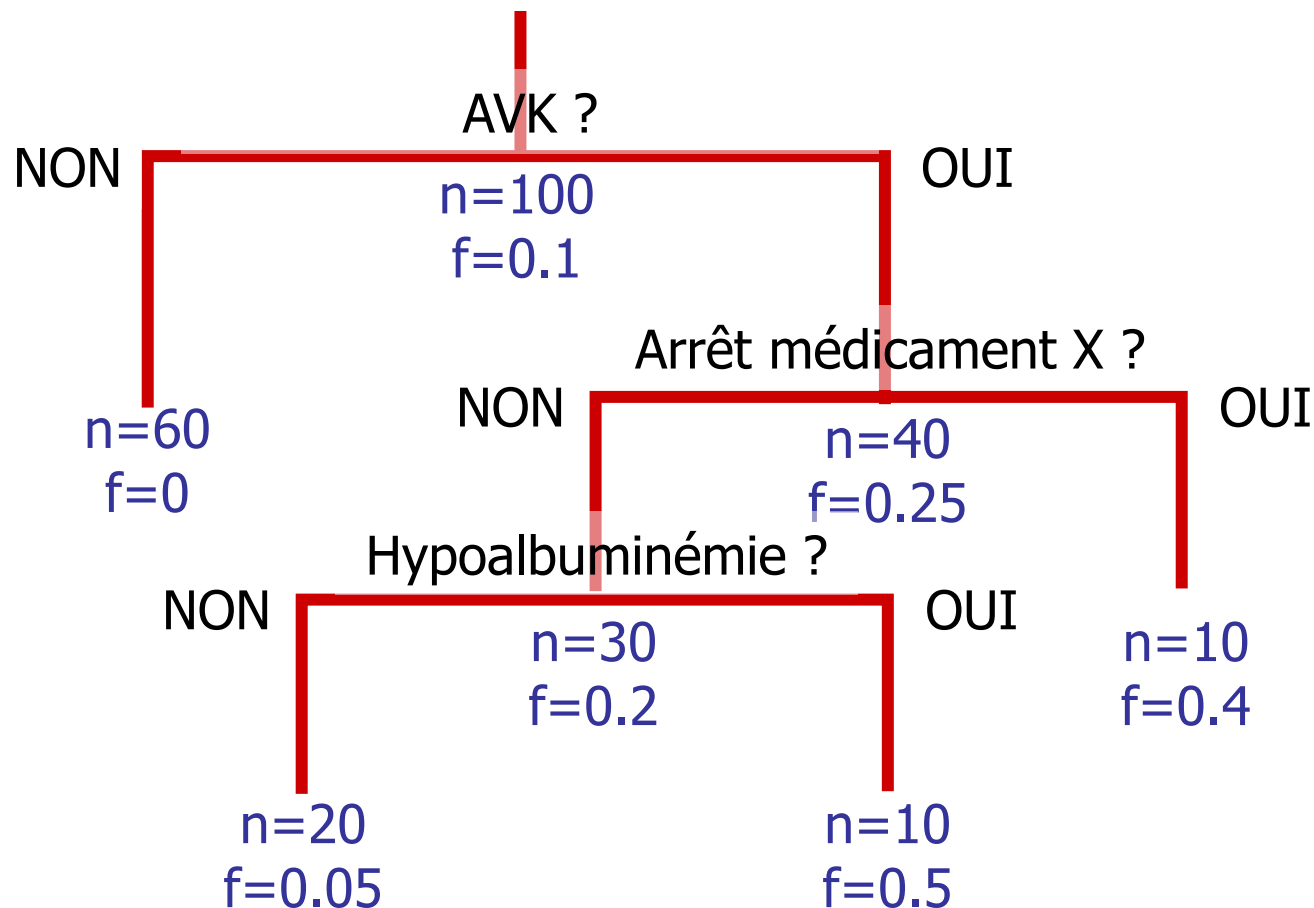 AVK ?
NON
OUI
n=100
f=0.1
Arrêt médicament X ?
NON
OUI
n=60
f=0
n=40
f=0.25
Hypoalbuminémie ?
NON
OUI
n=30
f=0.2
n=10
f=0.4
n=20
f=0.05
n=10
f=0.5